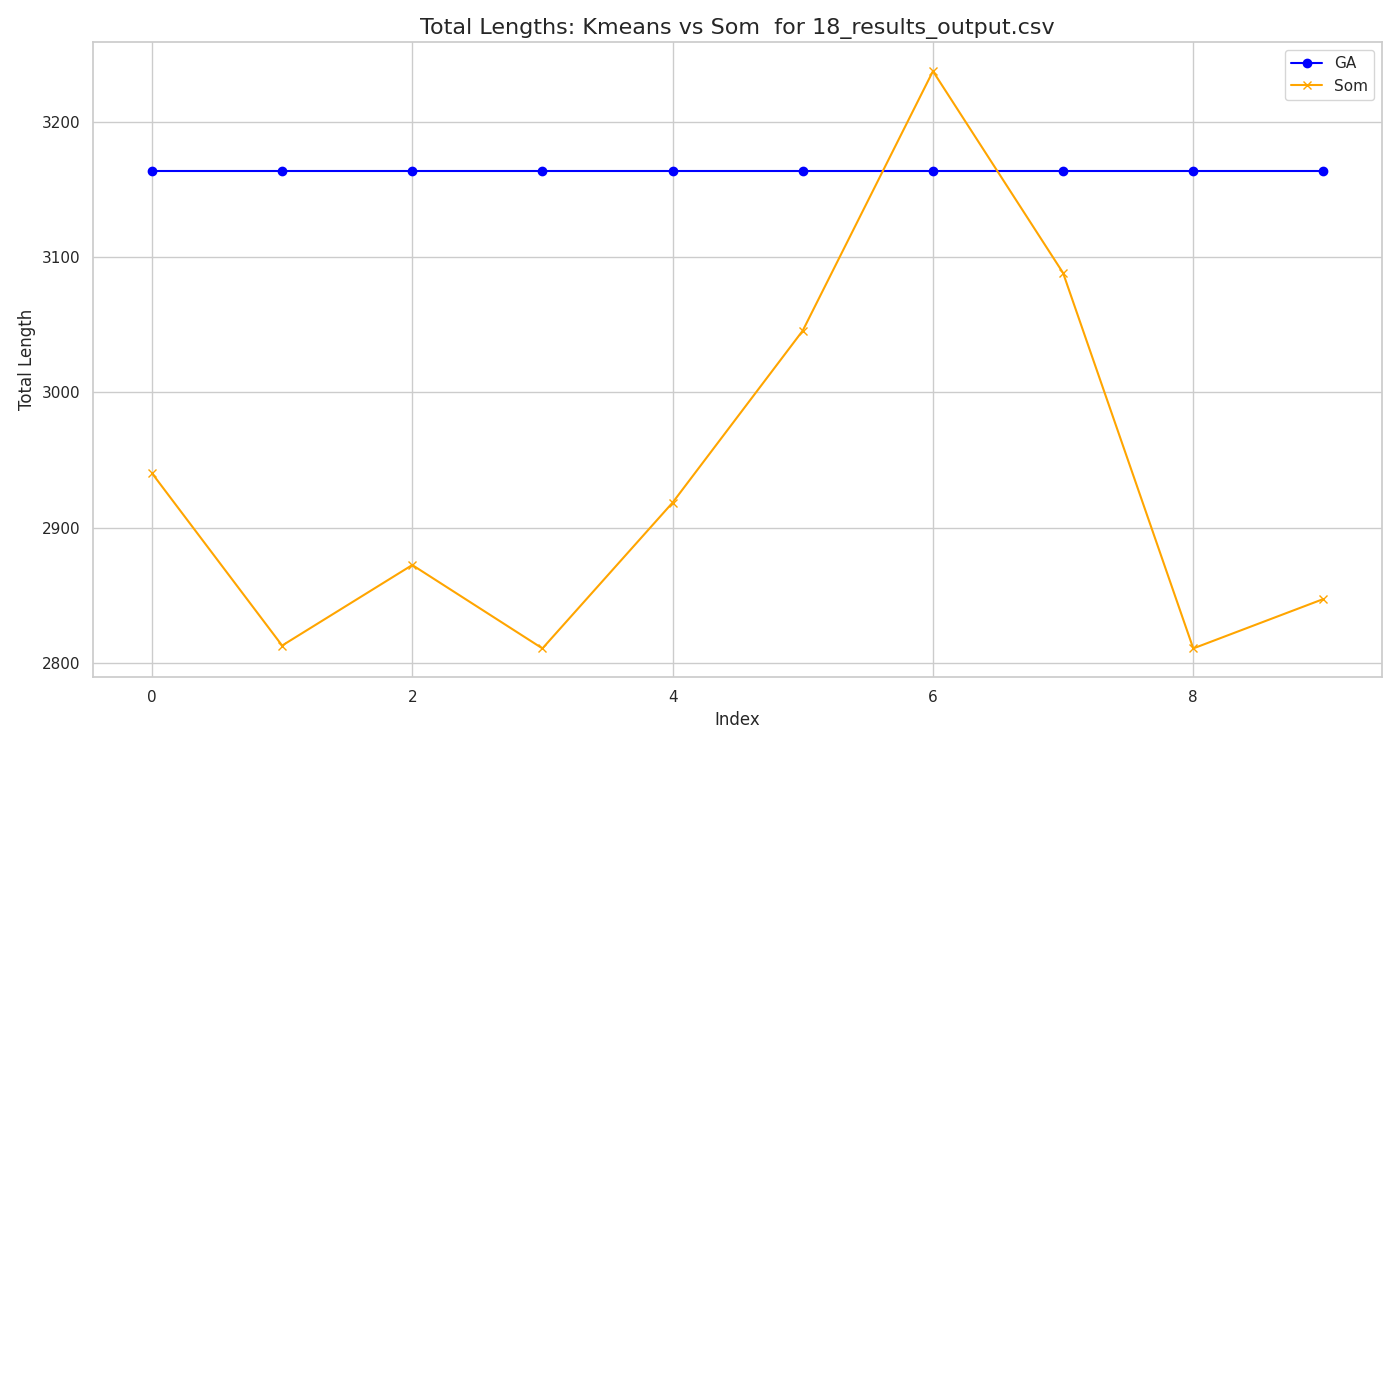 Total Lengths: Kmeans vs Som  for 18_results_output.csv
GA
Som
3200
3100
3000
2900
2800
Total Length
0 2 4 6 8
Index